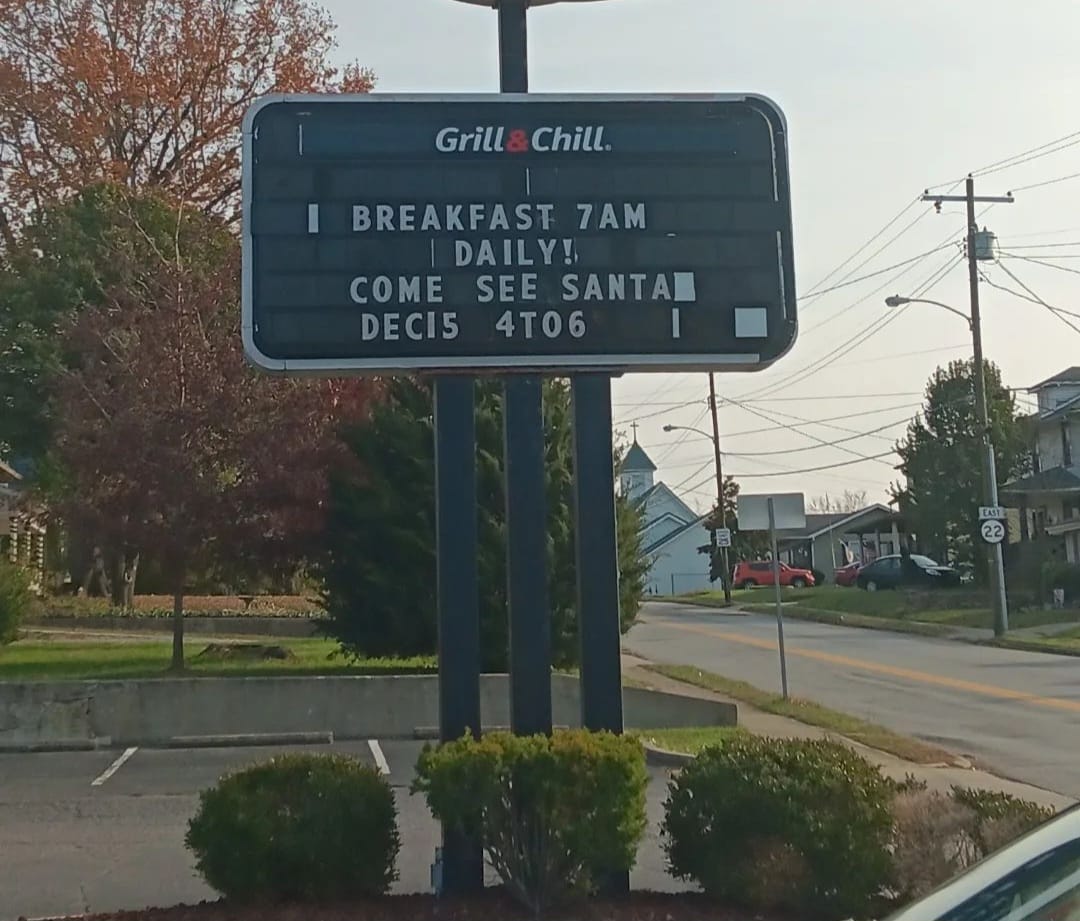 Grill&Chill.
BREAKFAST 7AM
DAILY!
COME SEE SANTA
DEC15 4TO6
EAST
22